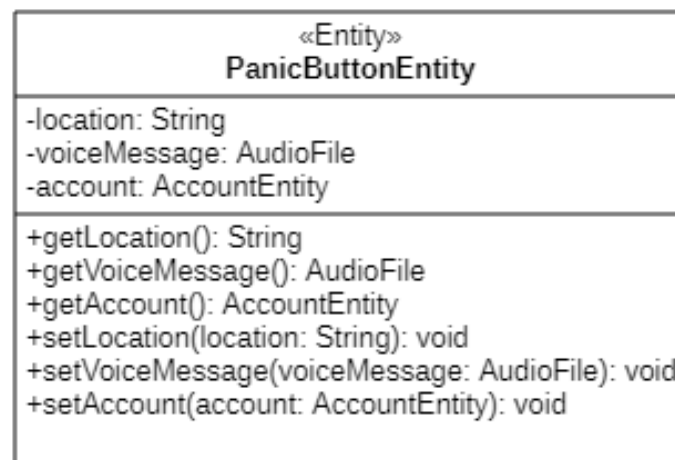 «Entity»
PanicButtonEntity
-location: String
-voiceMessage: AudioFile
-account: AccountEntity
+getLocation(): String
+getVoiceMessage(): AudioFile
+getAccount(): AccountEntity
+setLocation(location: String): void
+setVoiceMessage(voiceMessage: AudioFile): void
+setAccount(account: AccountEntity): void